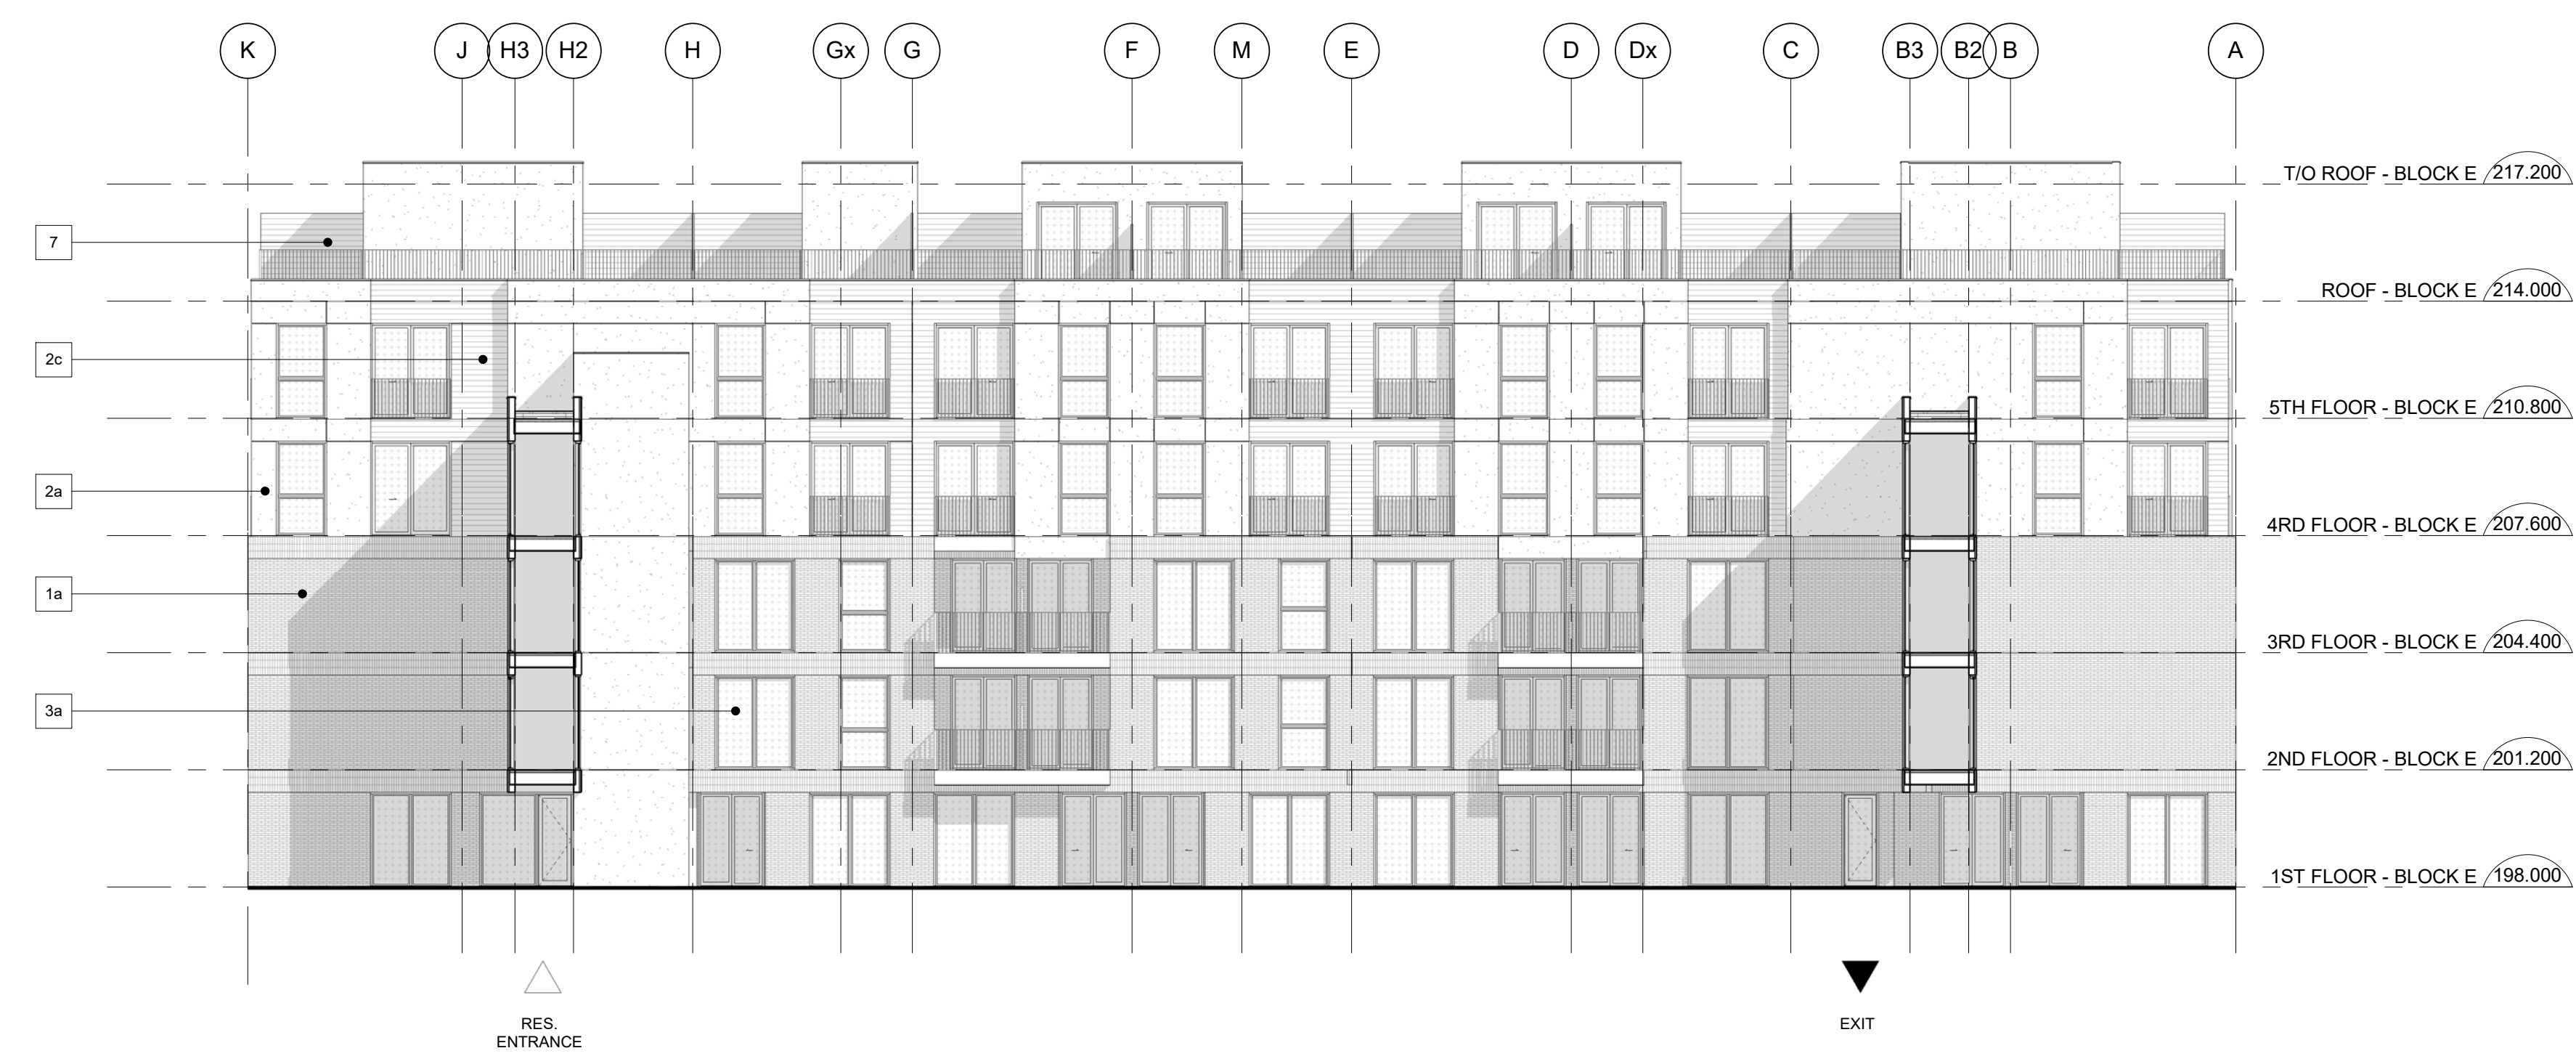 K J H3 H2 H Gx G F M E D Dx C B3 B2 B A
T/O ROOF - BLOCK E 217.200
7
ROOF - BLOCK E 214.000
2c
5TH FLOOR - BLOCK E 210.800
2a
4RD FLOOR - BLOCK E 207.600
1a
3RD FLOOR - BLOCK E 204.400
3a
2ND FLOOR - BLOCK E 201.200
1ST FLOOR - BLOCK E 198.000
RES.
ENTRANCE
EXIT